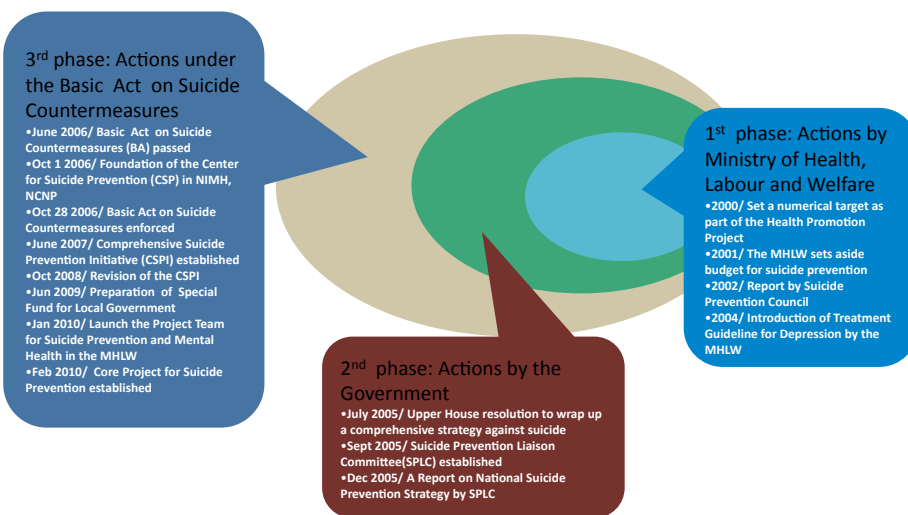 3rd phase: Actions under
the Basic Act on Suicide
Countermeasures
•June 2006/ Basic Act on Suicide
Countermeasures (BA) passed
•Oct 1 2006/ Foundation of the Center
for Suicide Prevention (CSP) in NIMH,
NCNP
•Oct 28 2006/ Basic Act on Suicide
Countermeasures enforced
•June 2007/ Comprehensive Suicide
Prevention Initiative (CSPI) established
•Oct 2008/ Revision of the CSPI
•Jun 2009/ Preparation of Special
Fund for Local Government
•Jan 2010/ Launch the Project Team
for Suicide Prevention and Mental
Health in the MHLW
•Feb 2010/ Core Project for Suicide
Prevention established
1st phase: Actions by
Ministry of Health,
Labour and Welfare
•2000/ Set a numerical target as
part of the Health Promotion
Project
•2001/ The MHLW sets aside
budget for suicide prevention
•2002/ Report by Suicide
Prevention Council
•2004/ Introduction of Treatment
Guideline for Depression by the
MHLW
2nd phase: Actions by the
Government
•July 2005/ Upper House resolution to wrap up
a comprehensive strategy against suicide
•Sept 2005/ Suicide Prevention Liaison
Committee(SPLC) established
•Dec 2005/ A Report on National Suicide
Prevention Strategy by SPLC